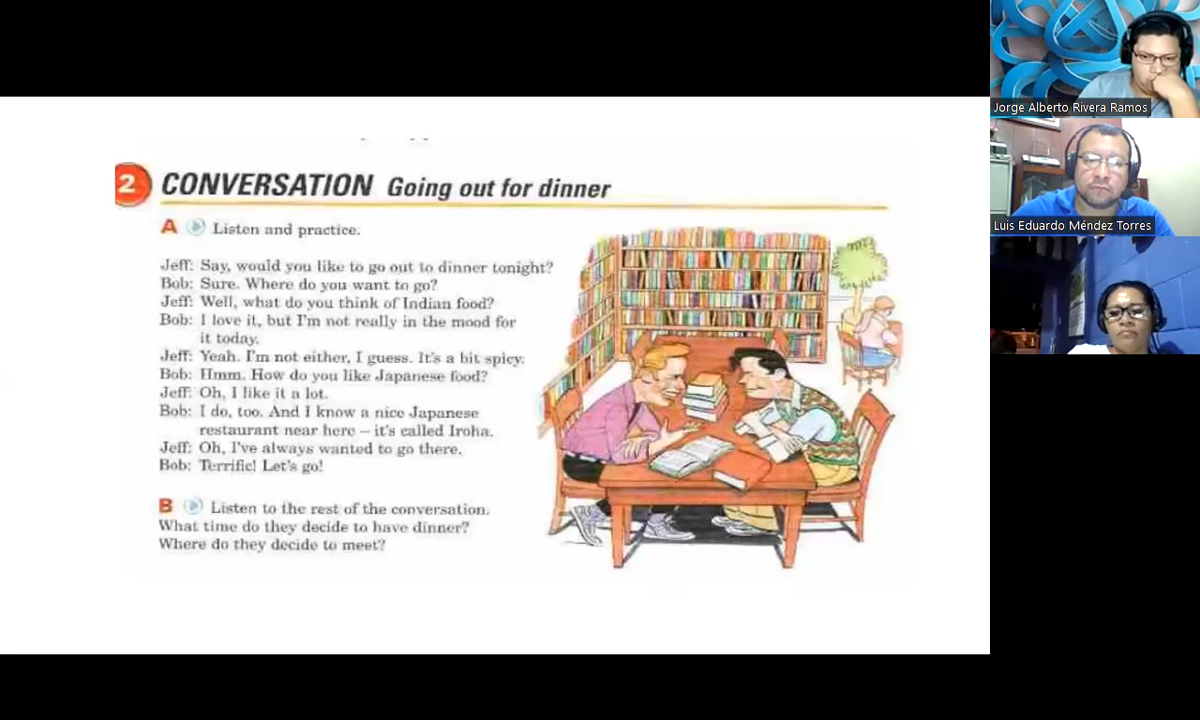 2 CONVERSATION Going out for dinner
A Listen and practice.
Jeff: Say, would you like to go out to dinner tonight?
Bob: Sure. Where do you want to go?
Jeff: Well, what do you think of Indian food?
Bob: I love it, but I'm not really in the mood for
it today.
Jeff: Yeah. I'm not either, I guess. It's a bit spicy.
Bob: Hmm. How do you like Japanese food?
Jeff: Oh, I like it a lot.
Bob: I do, too. And I know a nice Japanese
restaurant near here – it's called Iroha.
Jeff: Oh, I've always wanted to go there.
Bob: Terrific! Let's go!
B Listen to the rest of the conversation.
What time do they decide to have dinner?
Where do they decide to meet?
Jorge Alberto Rivera Ramos
Luis Eduardo Méndez Torres